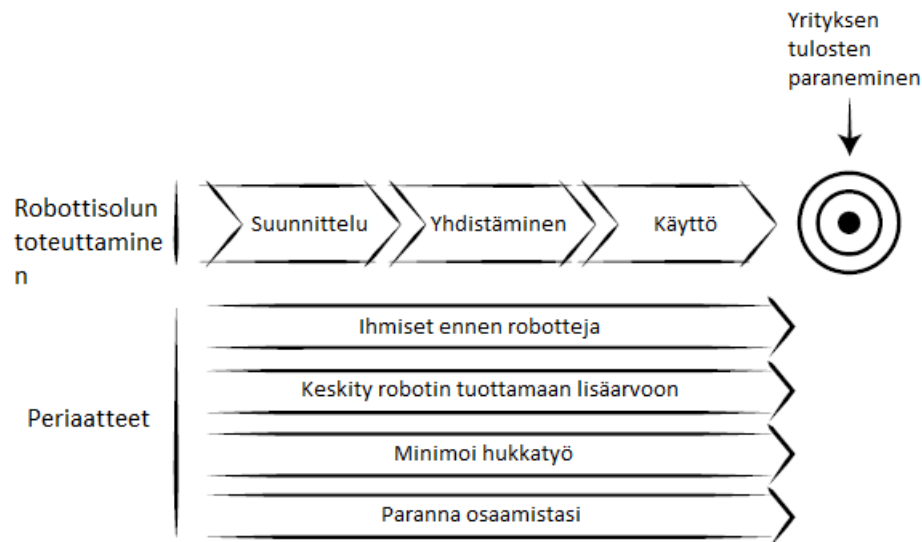 Yrityksen
tulosten
paraneminen
Robottisolun
toteuttamine
n
Suunnittelu
Yhdistäminen
Käyttö
Periaatteet
Ihmiset ennen robotteja
Keskity robotin tuottamaan lisäarvoon
Minimoi hukkatyö
Paranna osaamistasi